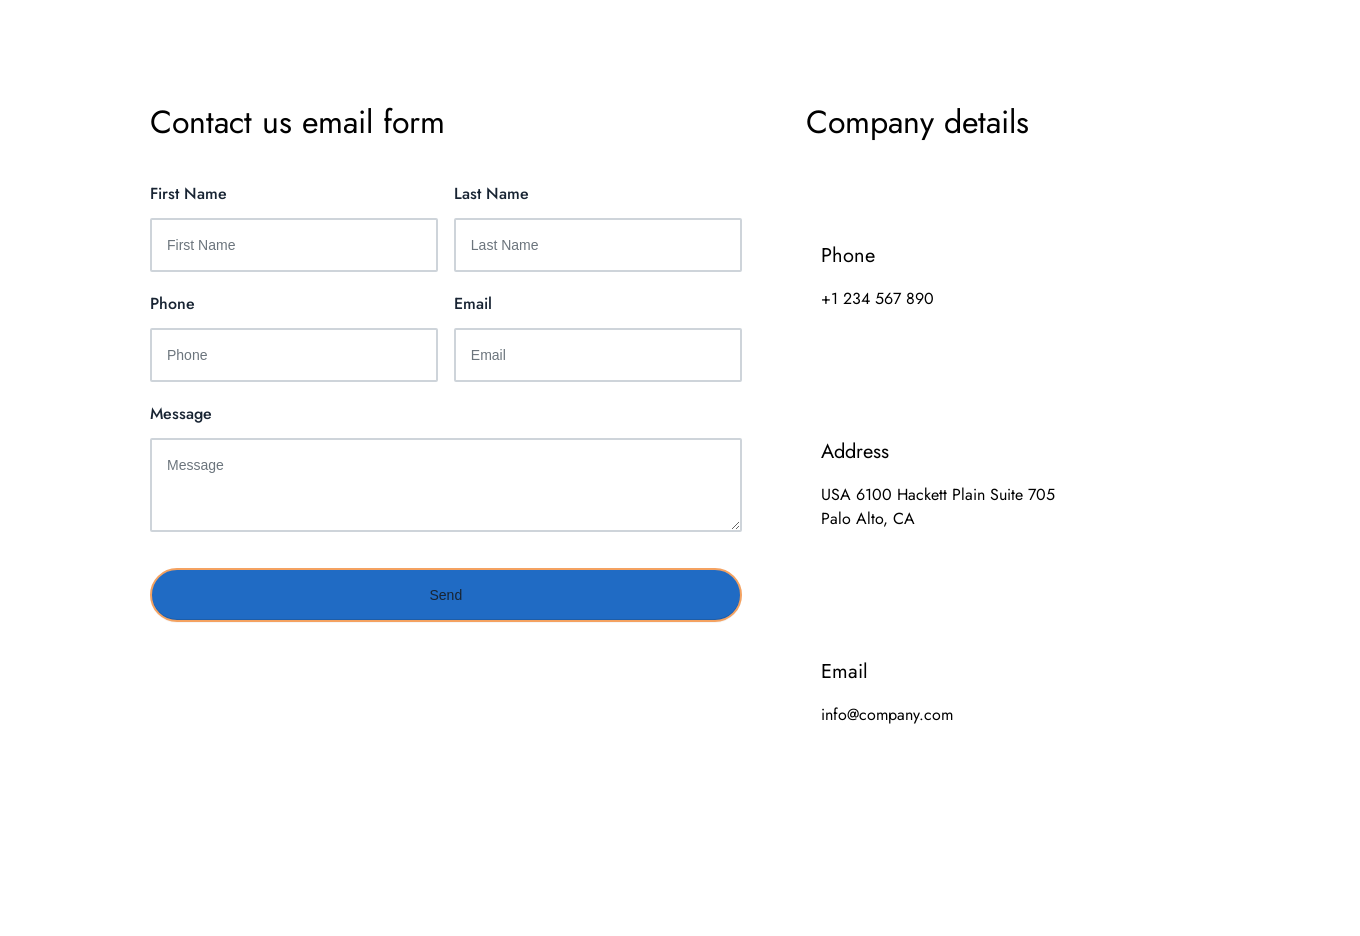 Contact us email form
First Name
Last Name
First Name
Last Name
Phone
Email
Phone
Email
Message
Message
Send
Company details
Phone
+1 234 567 890
Address
USA 6100 Hackett Plain Suite 705
Palo Alto, CA
Email
info@company.com